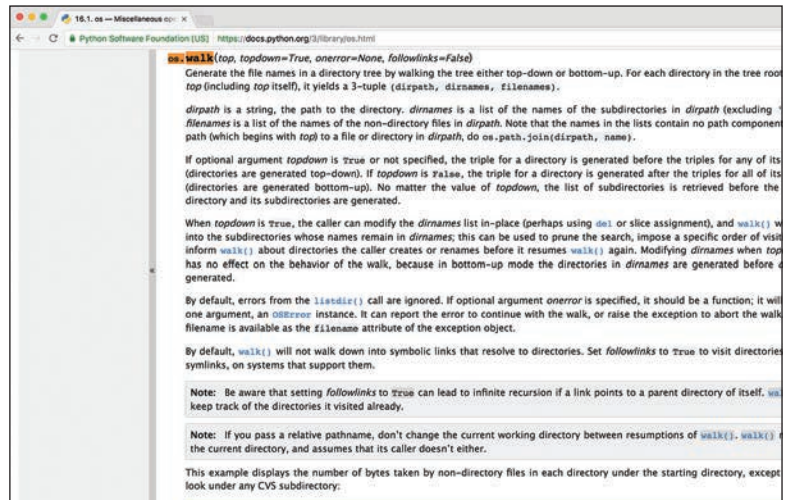 16.1. os — Miscellaneous ope
Python Software Foundation [US] https://docs.python.org/3/library/os.html
os.walk(top, topdown=True, onerror=None, followlinks=False)
Generate the file names in a directory tree by walking the tree either top-down or bottom-up. For each directory in the tree root
top (including top itself), it yields a 3-tuple (dirpath, dirnames, filenames).
dirpath is a string, the path to the directory. dirnames is a list of the names of the subdirectories in dirpath (excluding '
filenames is a list of the names of the non-directory files in dirpath. Note that the names in the lists contain no path component
path (which begins with top) to a file or directory in dirpath, do os.path.join(dirpath, name).
If optional argument topdown is True or not specified, the triple for a directory is generated before the triples for any of its
(directories are generated top-down). If topdown is False, the triple for a directory is generated after the triples for all of its
(directories are generated bottom-up). No matter the value of topdown, the list of subdirectories is retrieved before the
directory and its subdirectories are generated.
When topdown is True, the caller can modify the dirnames list in-place (perhaps using del or slice assignment), and walk() w
into the subdirectories whose names remain in dirnames; this can be used to prune the search, impose a specific order of visit
inform walk() about directories the caller creates or renames before it resumes walk() again. Modifying dirnames when top
has no effect on the behavior of the walk, because in bottom-up mode the directories in dirnames are generated before d
generated.
By default, errors from the listdir() call are ignored. If optional argument onerror is specified, it should be a function; it will
one argument, an OSError instance. It can report the error to continue with the walk, or raise the exception to abort the walk
filename is available as the filename attribute of the exception object.
By default, walk() will not walk down into symbolic links that resolve to directories. Set followlinks to True to visit directories
symlinks, on systems that support them.
Note: Be aware that setting followlinks to True can lead to infinite recursion if a link points to a parent directory of itself. wal
keep track of the directories it visited already.
Note: If you pass a relative pathname, don't change the current working directory between resumptions of walk(). walk() n
the current directory, and assumes that its caller doesn't either.
This example displays the number of bytes taken by non-directory files in each directory under the starting directory, except
look under any CVS subdirectory: